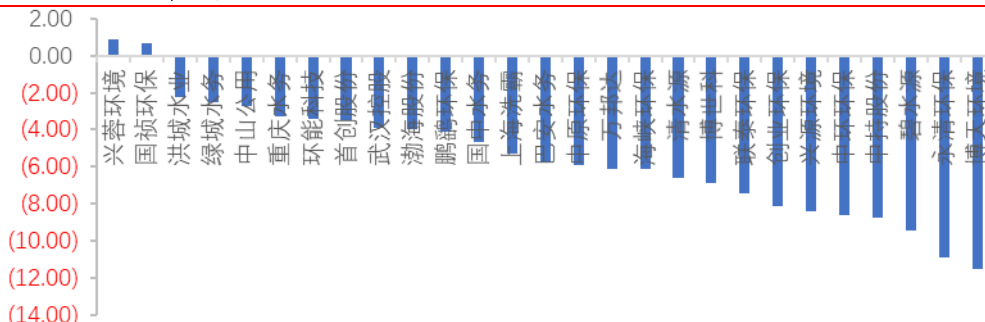 2.00
0.00
(2.00)
(4.00)
(6.00)
(8.00)
(10.00)
(12.00)
(14.00)
兴蓉环境
国祯环保
洪城水业
绿城水务
中山公用
重庆水务
环能科技
首创股份
武汉控股
渤海股份
鹏鹞环保
国中水务
上海洗霸
巴安水务
中原环保
万邦达
海峡环保
清水源
博世科
联泰环保
创业环保
兴源环境
中环环保
中持股份
碧水源
永清环保
博天环境